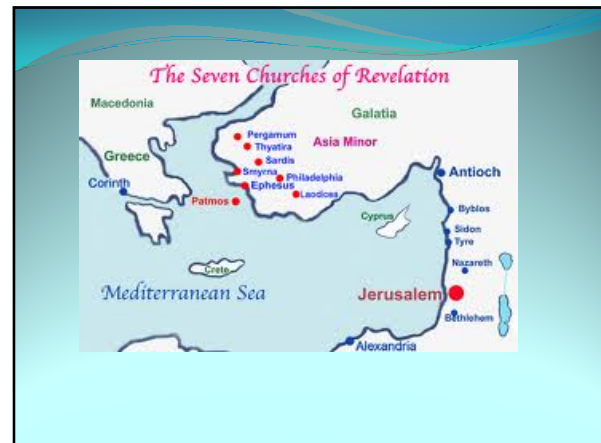 The Seven Churches of Revelation
Macedonia
Galatia
Pergamum
Thyatira
Asia Minor
Greece
Sardis
Smyrna
Philadelphia
Antioch
Corinth
Ephesus
Laodicea
Patmos
Byblos
Cyprus
Sidon
Tyre
Nazareth
Crete
Mediterranean Sea
Jerusalem
Bethlehem
Alexandria